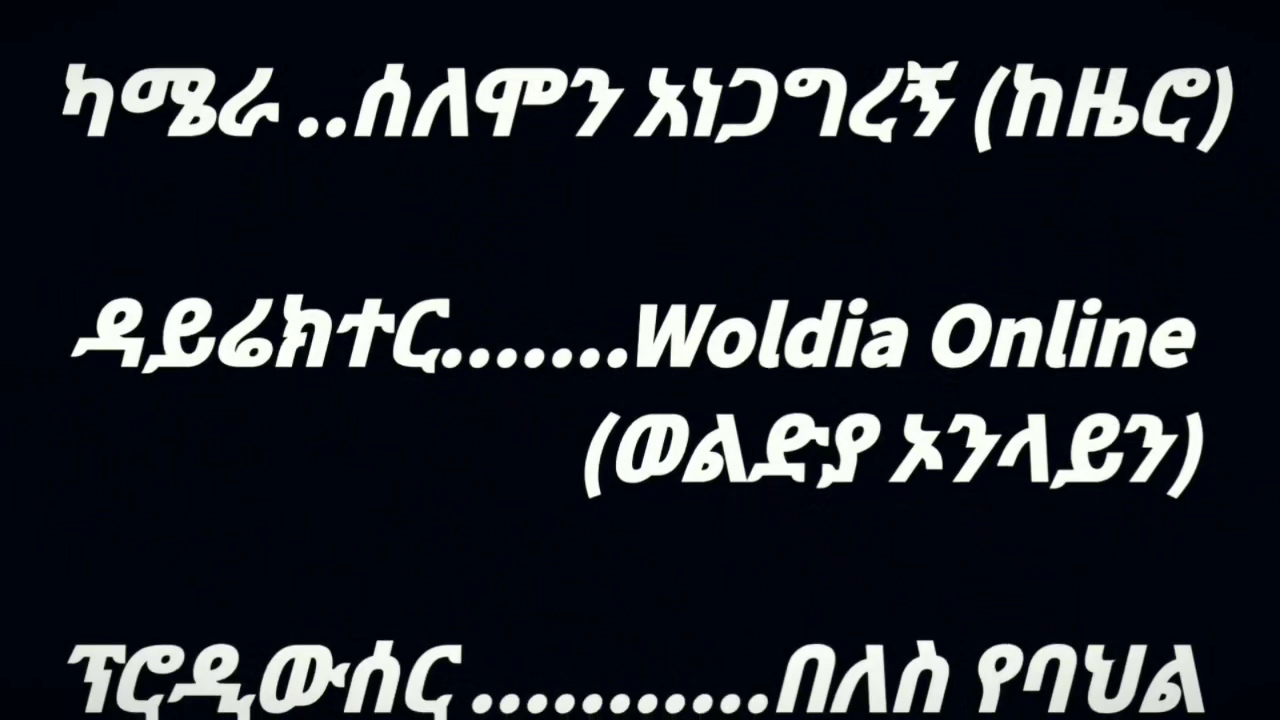 ካሜራ ..ሰለሞን አነጋግረኝ (ከዜሮ)
ዳይሬክተር.......Woldia Online
(ወልድያ ኦንላይን)
ፕሮዲውሰር ............በለስ የባህል